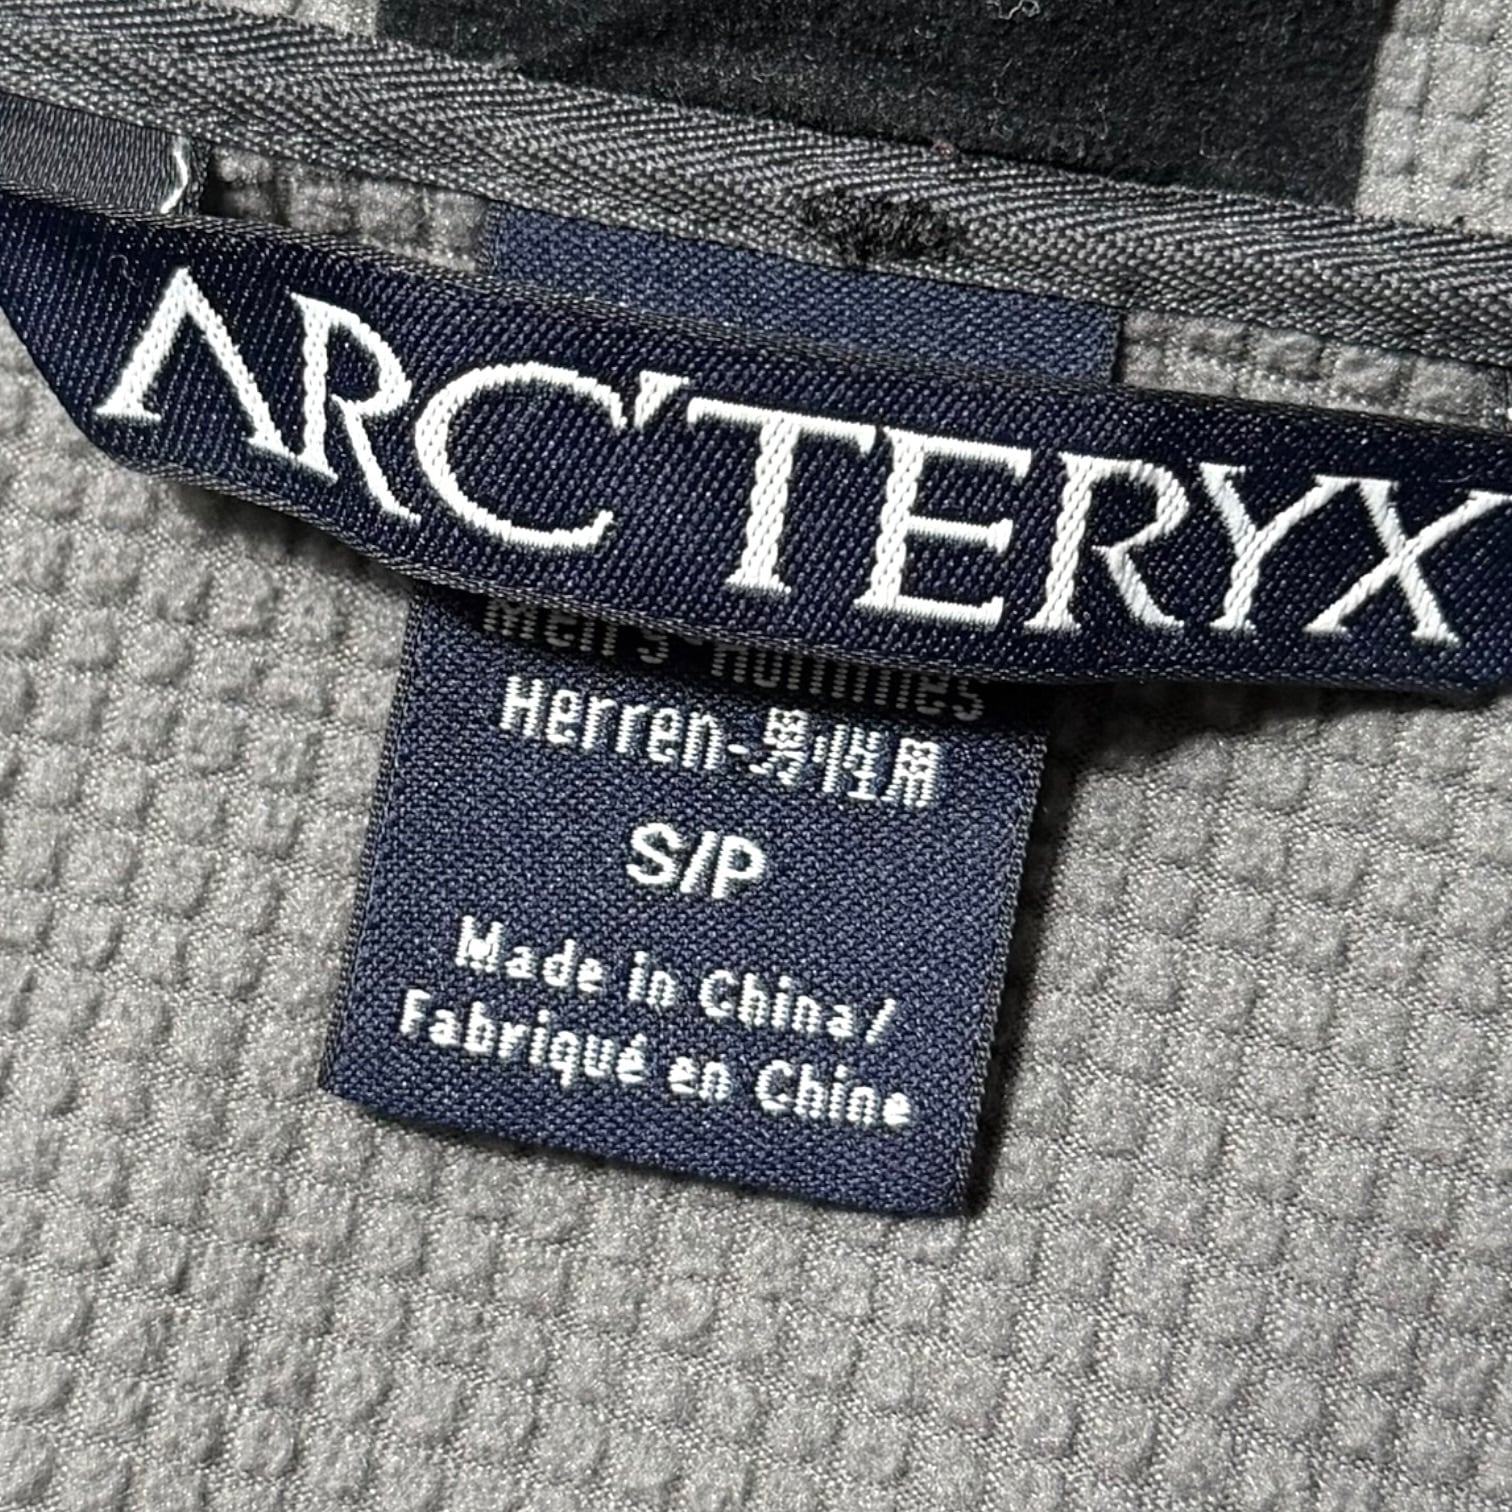 ARC'TERYX
Men's-Hommes
Herren-男性用
S/P
Made in China/
Fabriqué en Chine